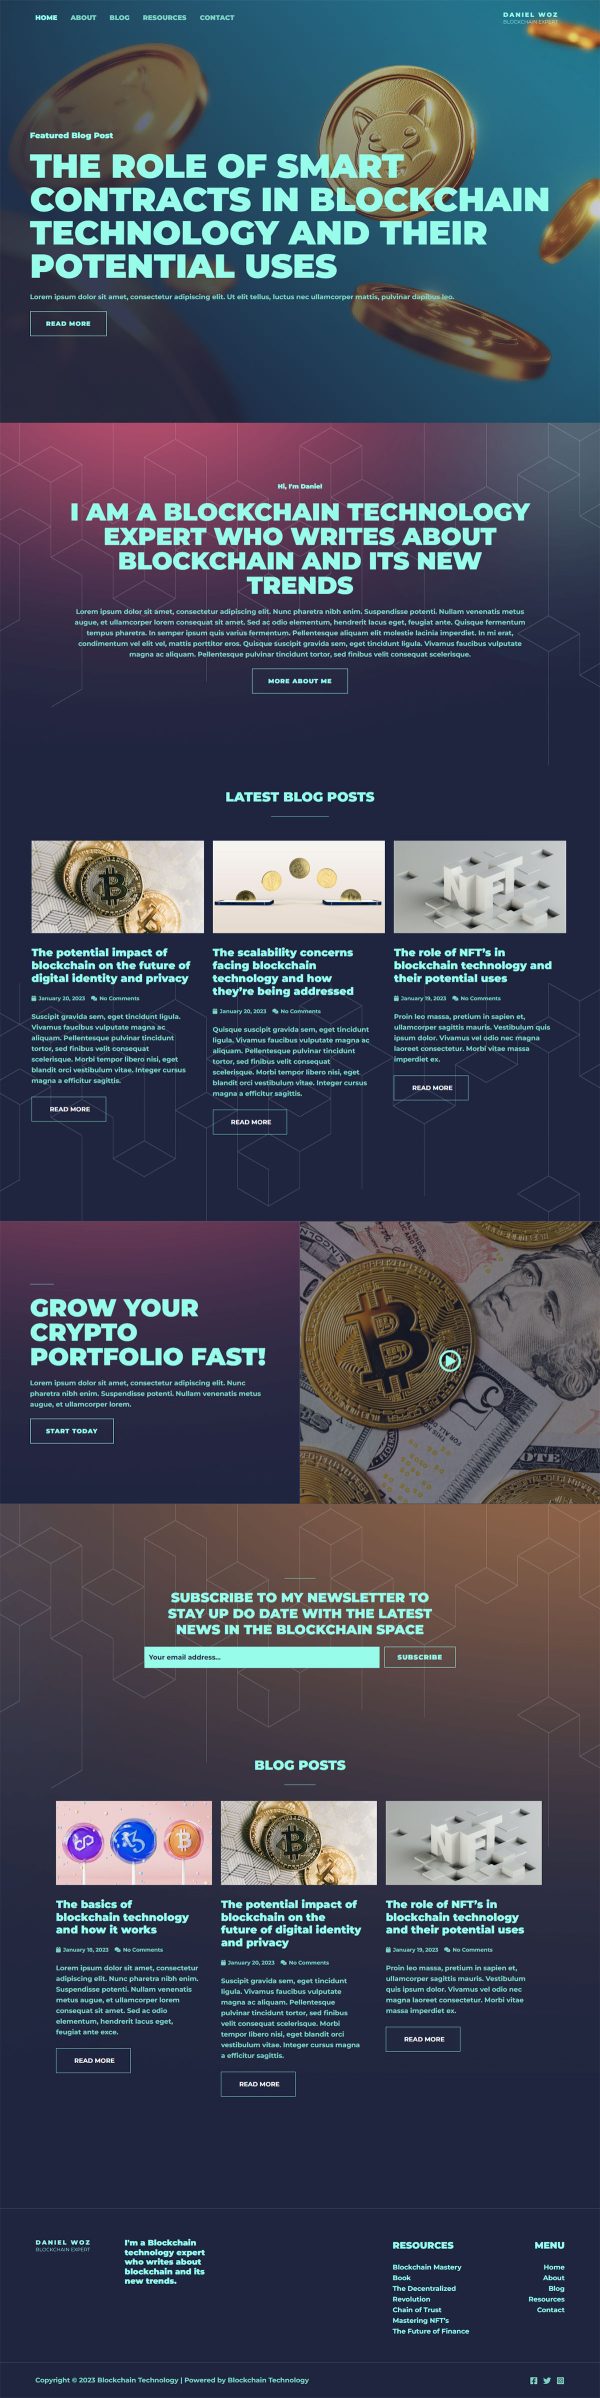 HOME ABOUT BLOG RESOURCES CONTACT
DANIEL WOZ
BLOCKCHAIN EXPERT
Featured Blog Post
THE ROLE OF SMART
CONTRACTS IN BLOCKCHAIN
TECHNOLOGY AND THEIR
POTENTIAL USES
Lorem ipsum dolor sit amet, consectetur adipiscing elit. Ut elit tellus, luctus nec ullamcorper mattis, pulvinar dapibus leo.
READ MORE
Hi, I'm Daniel
I AM A BLOCKCHAIN TECHNOLOGY
EXPERT WHO WRITES ABOUT
BLOCKCHAIN AND ITS NEW
TRENDS
Lorem ipsum dolor sit amet, consectetur adipiscing elit. Nunc pharetra nibh enim. Suspendisse potenti. Nullam venenatis metus
augue, et ullamcorper lorem consequat sit amet. Sed ac odio elementum, hendrerit lacus eget, feugiat ante. Quisque fermentum
tempus pharetra. In semper ipsum quis varius fermentum. Pellentesque aliquam elit molestie lacinia imperdiet. In mi erat,
condimentum vel elit vel, mattis porttitor eros. Quisque suscipit gravida sem, eget tincidunt ligula. Vivamus faucibus vulputate
magna ac aliquam. Pellentesque pulvinar tincidunt tortor, sed finibus velit consequat scelerisque.
MORE ABOUT ME
LATEST BLOG POSTS
NFT
The potential impact of
blockchain on the future of
digital identity and privacy
January 20, 2023 No Comments
Suscipit gravida sem, eget tincidunt ligula.
Vivamus faucibus vulputate magna ac
aliquam. Pellentesque pulvinar tincidunt
tortor, sed finibus velit consequat
scelerisque. Morbi tempor libero nisi, eget
blandit orci vestibulum vitae. Integer cursus
magna a efficitur sagittis.
READ MORE
The scalability concerns
facing blockchain
technology and how
they're being addressed
January 20, 2023 No Comments
Quisque suscipit gravida sem, eget tincidunt
ligula. Vivamus faucibus vulputate magna ac
aliquam. Pellentesque pulvinar tincidunt
tortor, sed finibus velit consequat
scelerisque. Morbi tempor libero nisi, eget
blandit orci vestibulum vitae. Integer cursus
magna a efficitur sagittis.
READ MORE
The role of NFT's in
blockchain technology and
their potential uses
January 19, 2023 No Comments
Proin leo massa, pretium in sapien et,
ullamcorper sagittis mauris. Vestibulum quis
ipsum dolor. Vivamus vel odio nec magna
laoreet consectetur. Morbi vitae massa
imperdiet ex.
READ MORE
GROW YOUR
CRYPTO
PORTFOLIO FAST!
Lorem ipsum dolor sit amet, consectetur adipiscing elit. Nunc
pharetra nibh enim. Suspendisse potenti. Nullam venenatis metus
augue, et ullamcorper lorem.
START TODAY
SUBSCRIBE TO MY NEWSLETTER TO
STAY UP DO DATE WITH THE LATEST
NEWS IN THE BLOCKCHAIN SPACE
Your email address...
SUBSCRIBE
BLOG POSTS
NFT
The basics of
blockchain technology
and how it works
January 18, 2023 No Comments
Lorem ipsum dolor sit amet, consectetur
adipiscing elit. Nunc pharetra nibh enim.
Suspendisse potenti. Nullam venenatis
metus augue, et ullamcorper lorem
consequat sit amet. Sed ac odio
elementum, hendrerit lacus eget,
feugiat ante exce.
READ MORE
The potential impact of
blockchain on the
future of digital identity
and privacy
January 20, 2023 No Comments
Suscipit gravida sem, eget tincidunt
ligula. Vivamus faucibus vulputate
magna ac aliquam. Pellentesque
pulvinar tincidunt tortor, sed finibus
velit consequat scelerisque. Morbi
tempor libero nisi, eget blandit orci
vestibulum vitae. Integer cursus magna
a efficitur sagittis.
READ MORE
The role of NFT's in
blockchain technology
and their potential uses
January 19, 2023 No Comments
Proin leo massa, pretium in sapien et,
ullamcorper sagittis mauris. Vestibulum
quis ipsum dolor. Vivamus vel odio nec
magna laoreet consectetur. Morbi vitae
massa imperdiet ex.
READ MORE
DANIEL WOZ
BLOCKCHAIN EXPERT
I'm a Blockchain
technology expert
who writes about
blockchain and its
new trends.
RESOURCES
Blockchain Mastery
Book
The Decentralized
Revolution
Chain of Trust
Mastering NFT's
The Future of Finance
MENU
Home
About
Blog
Resources
Contact
Copyright © 2023 Blockchain Technology | Powered by Blockchain Technology